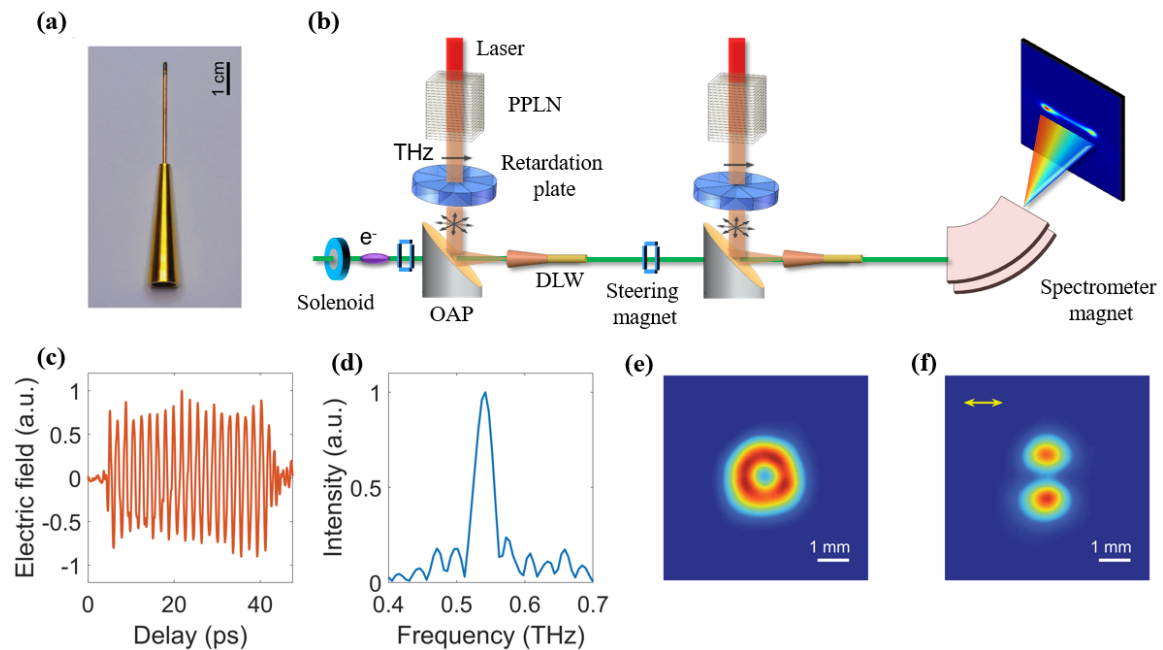 (a)
1 cm
(b)
Laser
PPLN
THz
Retardation
plate
e-
Solenoid
OAP
DLW
Steering
magnet
Spectrometer
magnet
(c)
Electric field (a.u.)
1
0.5
0
-0.5
-1
0 20 40
Delay (ps)
(d)
Intensity (a.u.)
1
0.5
0
0.4 0.5 0.6 0.7
Frequency (THz)
(e)
1 mm
(f)
1 mm